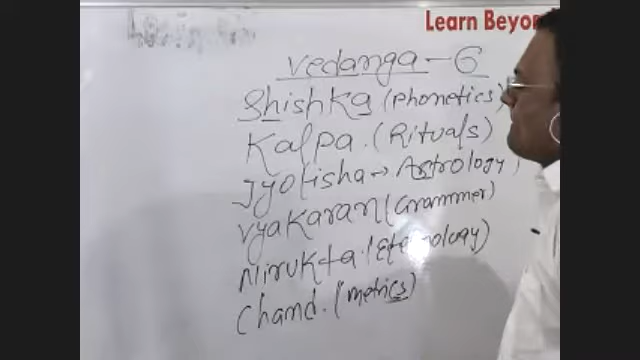 Learn Beyon
Vedanga - 6
Shishka (Phonetics)
Kalpa. (Rituals)
Jyotisha → Astrology
Vyakaran (Grammer)
Nirukta. (Etemology)
Chand. (metrics)